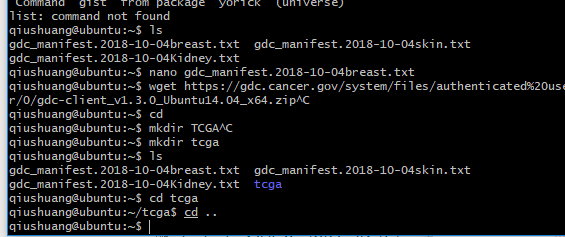 Command 'gist' from package 'yorick' (universe)
list: command not found
qiushuang@ubuntu:~$ ls
gdc_manifest.2018-10-04breast.txt gdc_manifest.2018-10-04skin.txt
gdc_manifest.2018-10-04Kidney.txt
qiushuang@ubuntu:~$ nano gdc_manifest.2018-10-04breast.txt
qiushuang@ubuntu:~$ wget https://gdc.cancer.gov/system/files/authenticated%20use
r/0/gdc-client_v1.3.0_Ubuntu14.04_x64.zip^C
qiushuang@ubuntu:~$ cd
qiushuang@ubuntu:~$ mkdir TCGA^C
qiushuang@ubuntu:~$ mkdir tcga
qiushuang@ubuntu:~$ ls
gdc_manifest.2018-10-04breast.txt gdc_manifest.2018-10-04skin.txt
gdc_manifest.2018-10-04Kidney.txt tcga
qiushuang@ubuntu:~$ cd tcga
qiushuang@ubuntu:~/tcga$ cd ..
qiushuang@ubuntu:~$